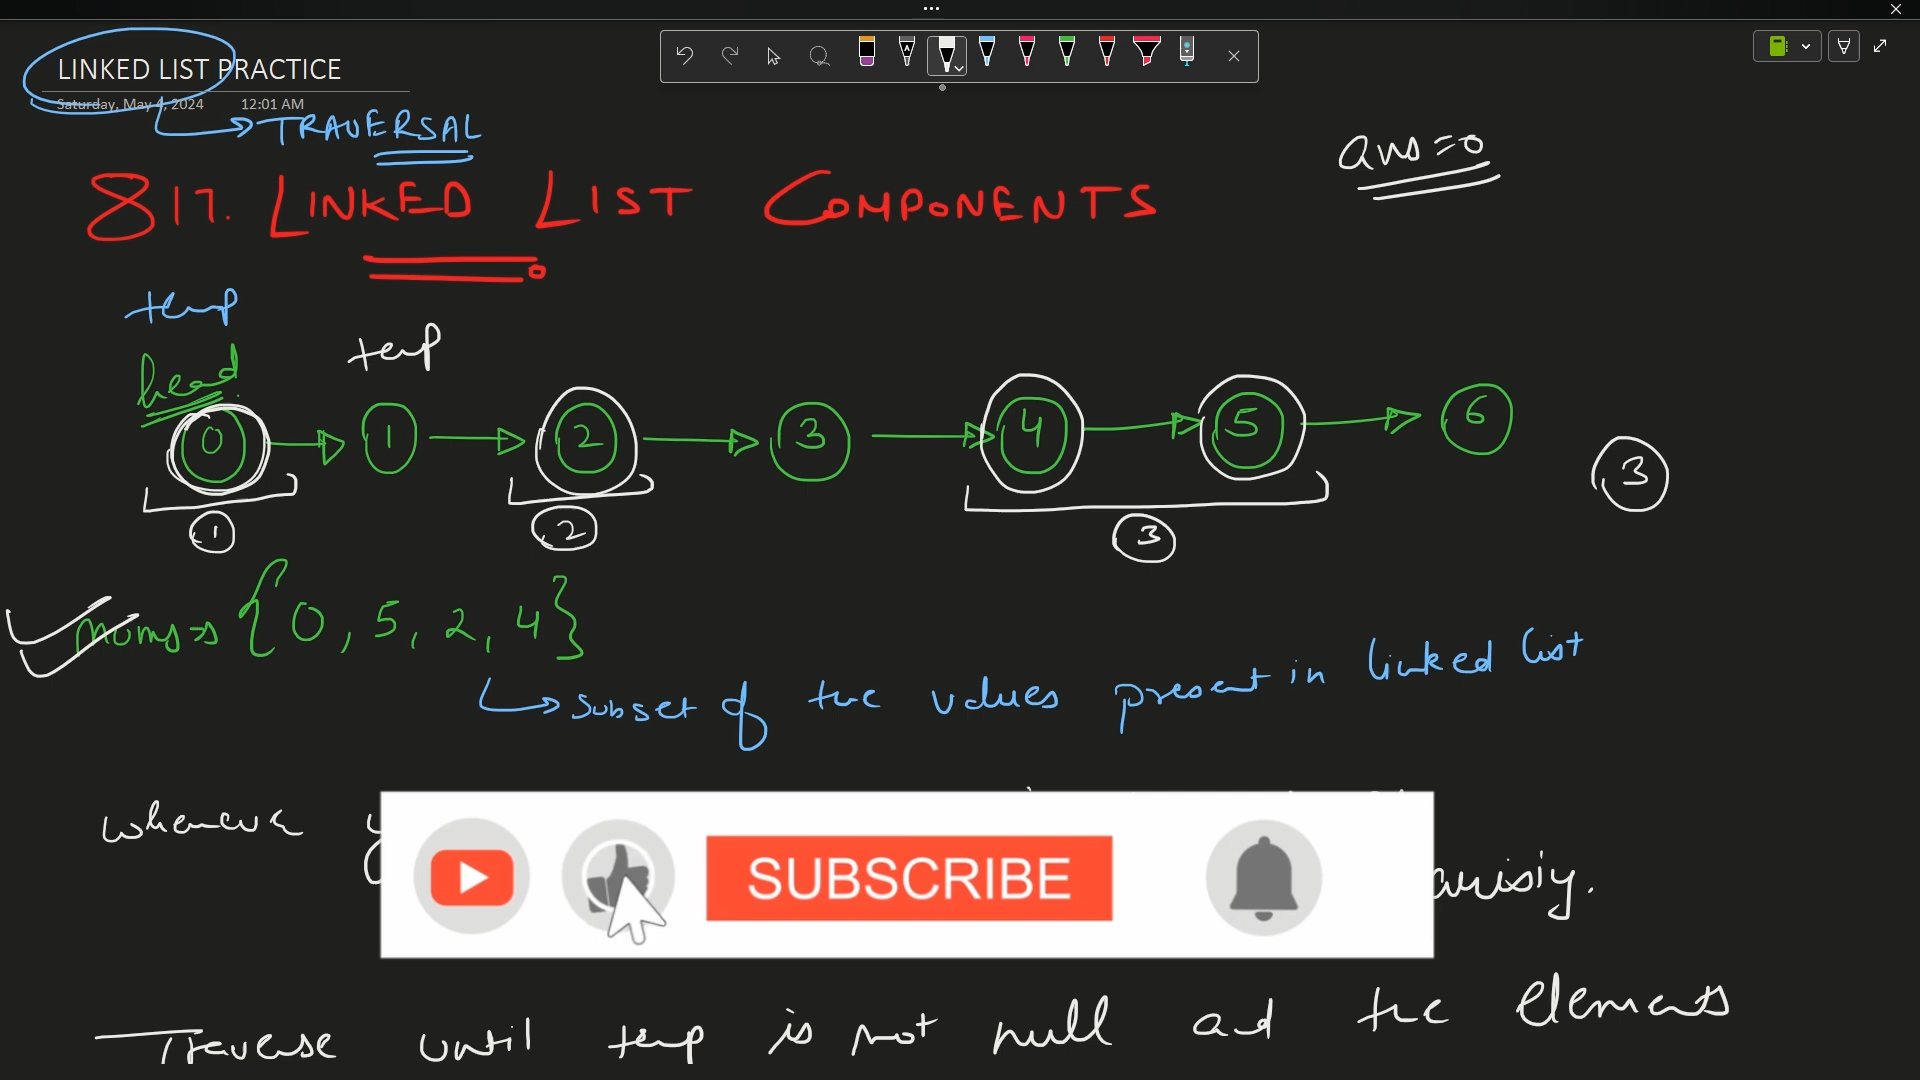 LINKED LIST PRACTICE
Saturday, May 4, 2024 12:01 AM
TRAVERSAL
ans = 0
817. LINKED LIST COMPONENTS
temp
head
temp
0 1 2 3 4 5 6
3
1 2 3
nums => {0, 5, 2, 4}
subset of the values present in linked list
whenever
SUBSCRIBE
Traverse until temp is not null and the elements